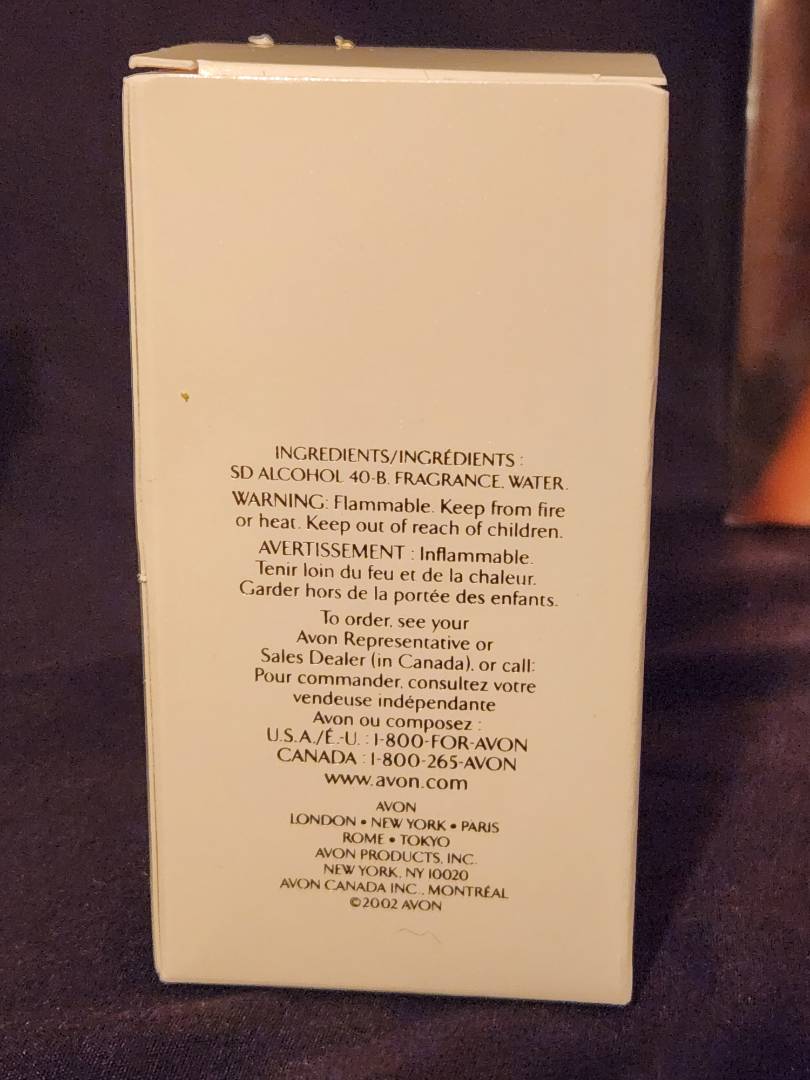 INGREDIENTS/INGRÉDIENTS :
SD ALCOHOL 40-B, FRAGRANCE, WATER.
WARNING: Flammable. Keep from fire
or heat. Keep out of reach of children.
AVERTISSEMENT : Inflammable.
Tenir loin du feu et de la chaleur.
Garder hors de la portée des enfants.
To order, see your
Avon Representative or
Sales Dealer (in Canada), or call:
Pour commander, consultez votre
vendeuse indépendante
Avon ou composez :
U.S.A./É.-U. : 1-800-FOR-AVON
CANADA : 1-800-265-AVON
www.avon.com
AVON
LONDON • NEW YORK • PARIS
ROME • TOKYO
AVON PRODUCTS, INC.
NEW YORK, NY 10020
AVON CANADA INC., MONTRÉAL
©2002 AVON